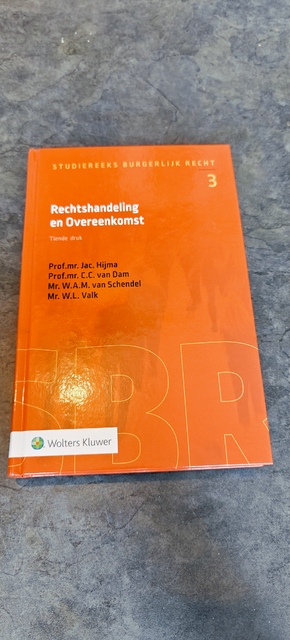 STUDIEREEKS BURGERLIJK RECHT
3
Rechtshandeling
en Overeenkomst
Tiende druk
Prof.mr. Jac. Hijma
Prof.mr. C.C. van Dam
Mr. W.A.M. van Schendel
Mr. W.L. Valk
SBR
Wolters Kluwer